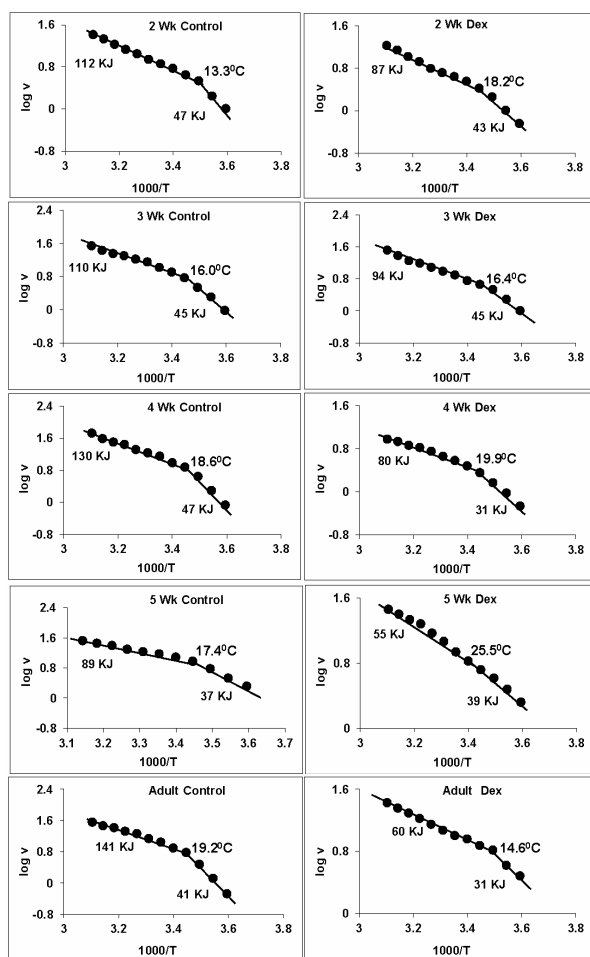 2 Wk Control
log v
1.6
0.8
0
-0.8
112 KJ
13.3⁰C
47 KJ
3 3.2 3.4 3.6 3.8
1000/T
2 Wk Dex
log v
1.6
0.8
0
-0.8
87 KJ
18.2⁰C
43 KJ
3 3.2 3.4 3.6 3.8
1000/T
3 Wk Control
log v
2.4
1.6
0.8
0
-0.8
110 KJ
16.0⁰C
45 KJ
3 3.2 3.4 3.6 3.8
1000/T
3 Wk Dex
log v
2.4
1.6
0.8
0
-0.8
94 KJ
16.4⁰C
45 KJ
3 3.2 3.4 3.6 3.8
1000/T
4 Wk Control
log v
2.4
1.6
0.8
0
-0.8
130 KJ
18.6⁰C
47 KJ
3 3.2 3.4 3.6 3.8
1000/T
4 Wk Dex
log v
1.6
0.8
0
-0.8
80 KJ
19.9⁰C
31 KJ
3 3.2 3.4 3.6 3.8
1000/T
5 Wk Control
log v
2.4
1.6
0.8
0
-0.8
89 KJ
17.4⁰C
37 KJ
3.1 3.2 3.3 3.4 3.5 3.6 3.7
1000/T
5 Wk Dex
log v
1.6
0.8
0
55 KJ
25.5⁰C
39 KJ
3 3.2 3.4 3.6 3.8
1000/T
Adult Control
log v
2.4
1.6
0.8
0
-0.8
141 KJ
19.2⁰C
41 KJ
3 3.2 3.4 3.6 3.8
1000/T
Adult Dex
log v
1.6
0.8
0
60 KJ
14.6⁰C
31 KJ
3 3.2 3.4 3.6 3.8
1000/T